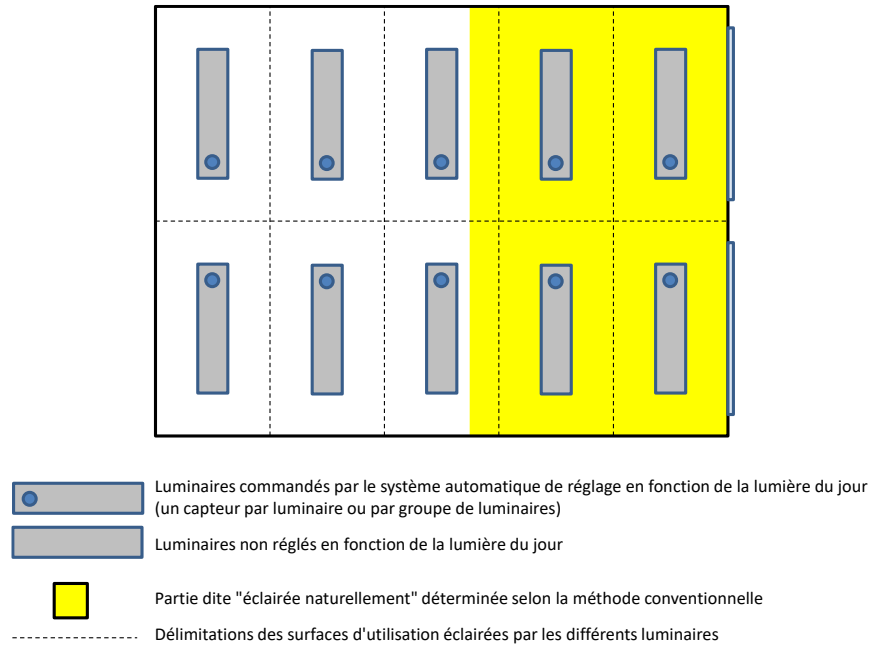 Luminaires commandés par le système automatique de réglage en fonction de la lumière du jour
(un capteur par luminaire ou par groupe de luminaires)
Luminaires non réglés en fonction de la lumière du jour
Partie dite "éclairée naturellement" déterminée selon la méthode conventionnelle
Délimitations des surfaces d'utilisation éclairées par les différents luminaires